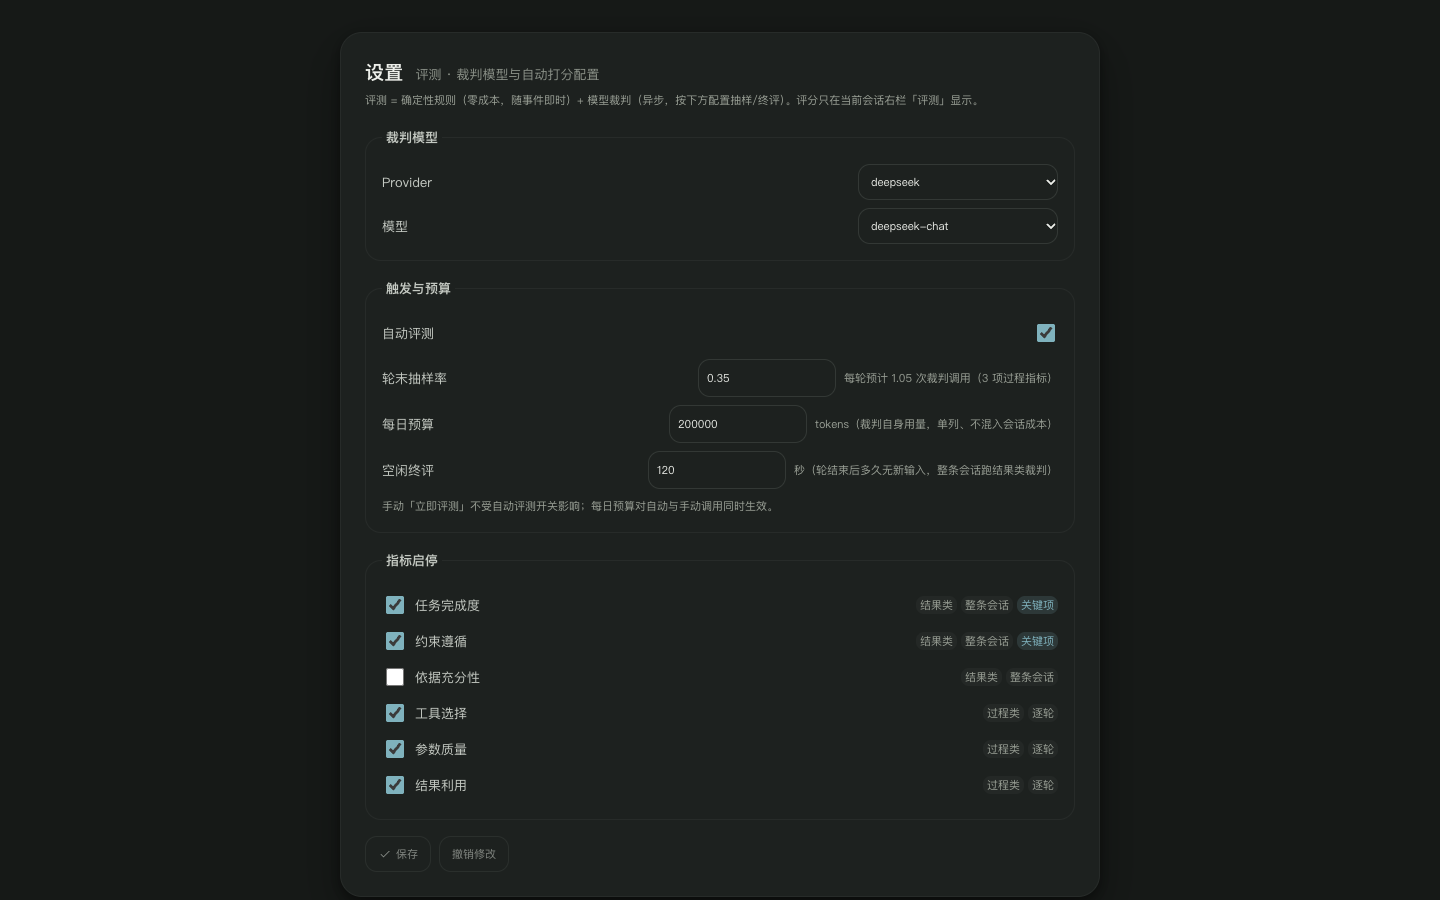 设置 评测 · 裁判模型与自动打分配置
评测 = 确定性规则（零成本，随事件即时）+ 模型裁判（异步，按下方配置抽样/终评）。评分只在当前会话右栏「评测」显示。
裁判模型
Provider deepseek
模型 deepseek-chat
触发与预算
自动评测
轮末抽样率 0.35 每轮预计 1.05 次裁判调用（3 项过程指标）
每日预算 200000 tokens（裁判自身用量，单列、不混入会话成本）
空闲终评 120 秒（轮结束后多久无新输入，整条会话跑结果类裁判）
手动「立即评测」不受自动评测开关影响；每日预算对自动与手动调用同时生效。
指标启停
任务完成度 结果类 整条会话 关键项
约束遵循 结果类 整条会话 关键项
依据充分性 结果类 整条会话
工具选择 过程类 逐轮
参数质量 过程类 逐轮
结果利用 过程类 逐轮
保存 撤销修改